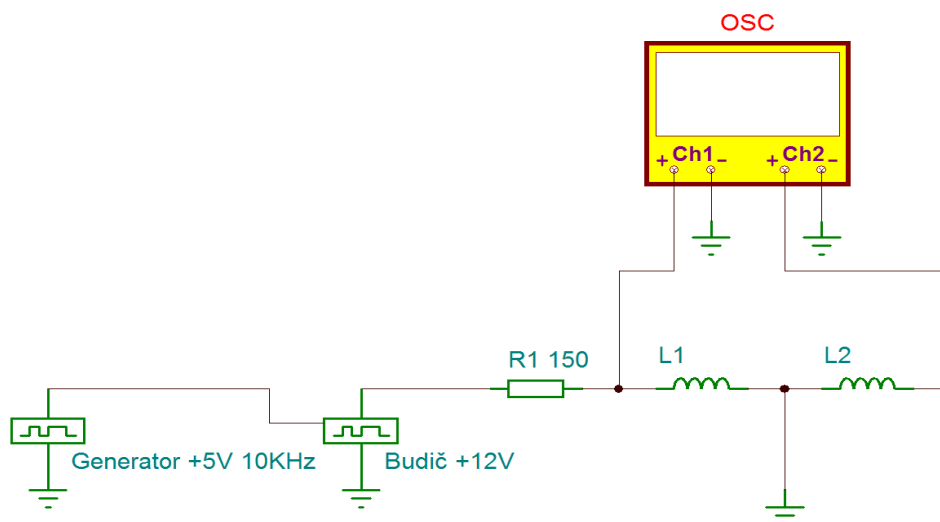 OSC
+ Ch1 - + Ch2 -
R1 150
L1
L2
Generator +5V 10KHz
Budič +12V